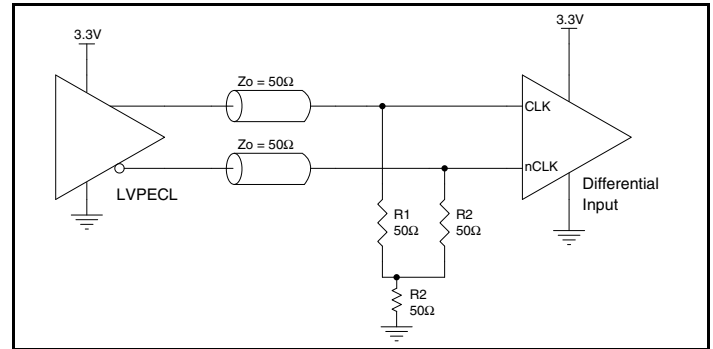 3.3V
3.3V
Zo = 50Ω
CLK
Zo = 50Ω
nCLK
LVPECL
Differential
Input
R1
50Ω
R2
50Ω
R2
50Ω